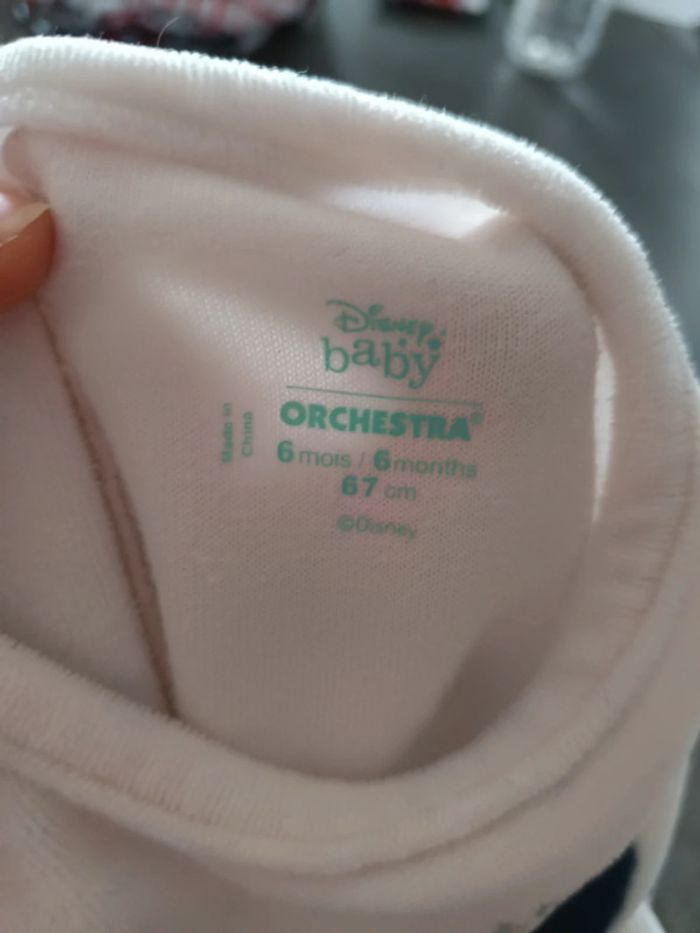 Disney
baby
ORCHESTRA®
6 mois / 6 months
67 cm
©Disney
Made in
China